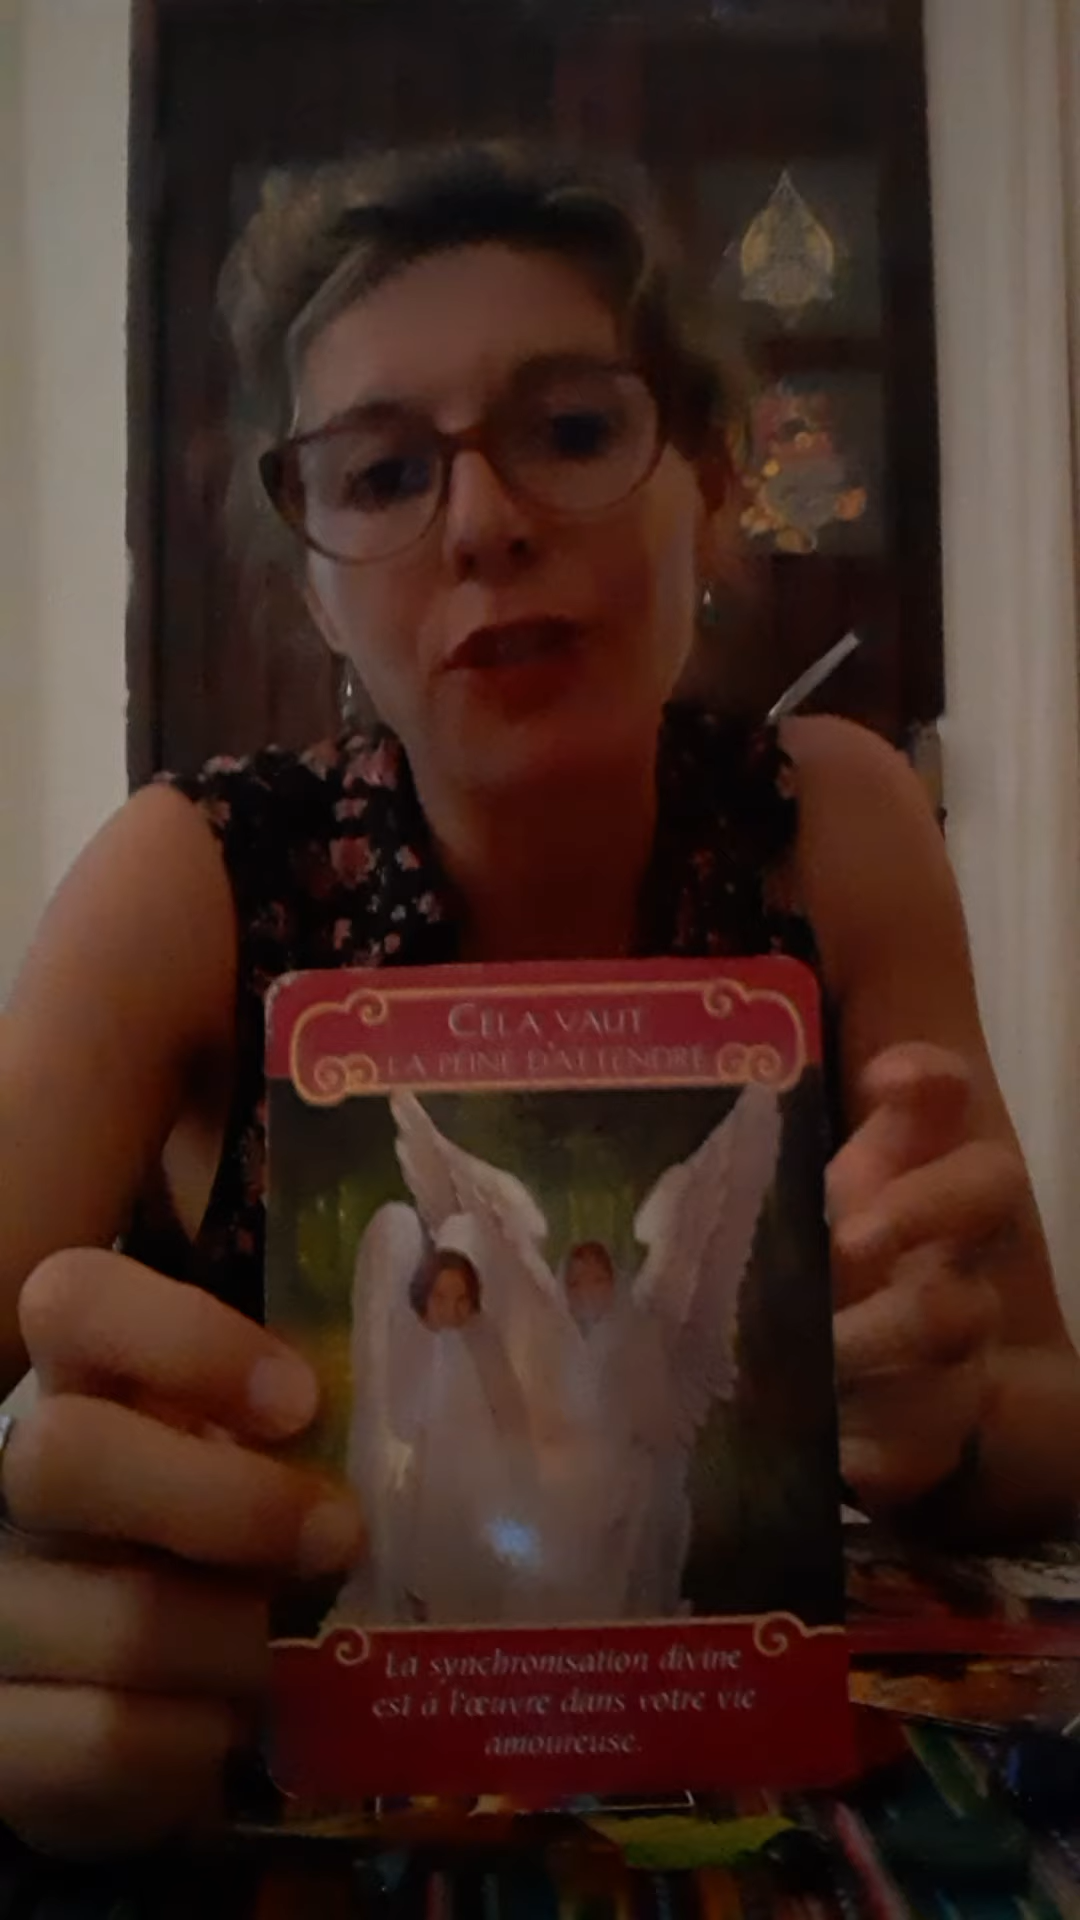 CELA VAUT
LA PEINE D'ATTENDRE
La synchronisation divine
est à l'œuvre dans votre vie
amoureuse.